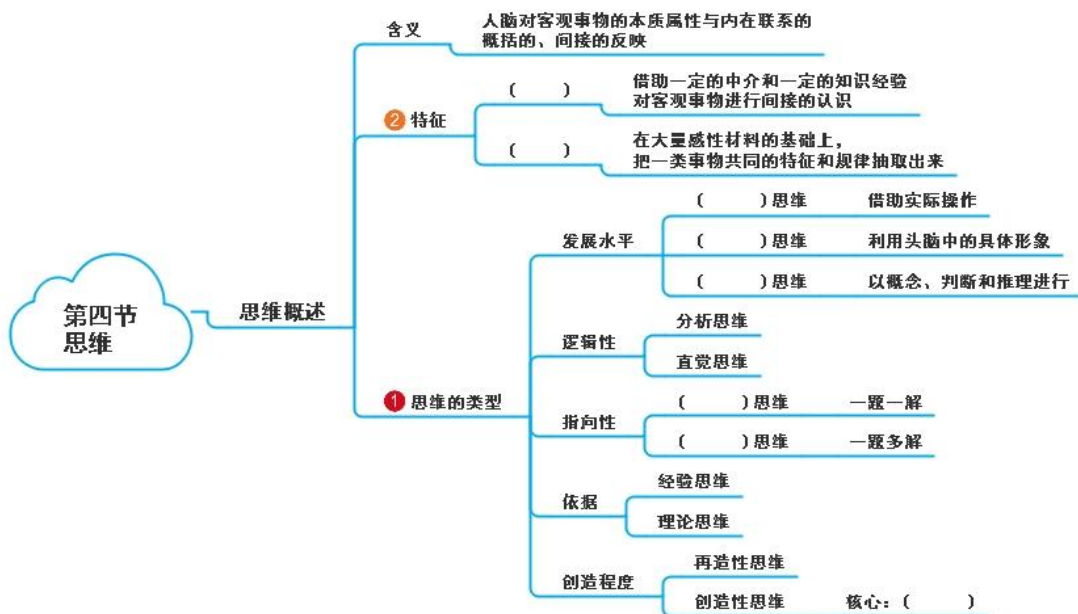 含义
人脑对客观事物的本质属性与内在联系的
概括的、间接的反映
(    )
借助一定的中介和一定的知识经验
对客观事物进行间接的认识
2 特征
(    )
在大量感性材料的基础上，
把一类事物共同的特征和规律抽取出来
第四节
思维
思维概述
1 思维的类型
发展水平
(    )思维 借助实际操作
(    )思维 利用头脑中的具体形象
(    )思维 以概念、判断和推理进行
逻辑性
分析思维
直觉思维
指向性
(    )思维 一题一解
(    )思维 一题多解
依据
经验思维
理论思维
创造程度
再造性思维
创造性思维 核心：(    )